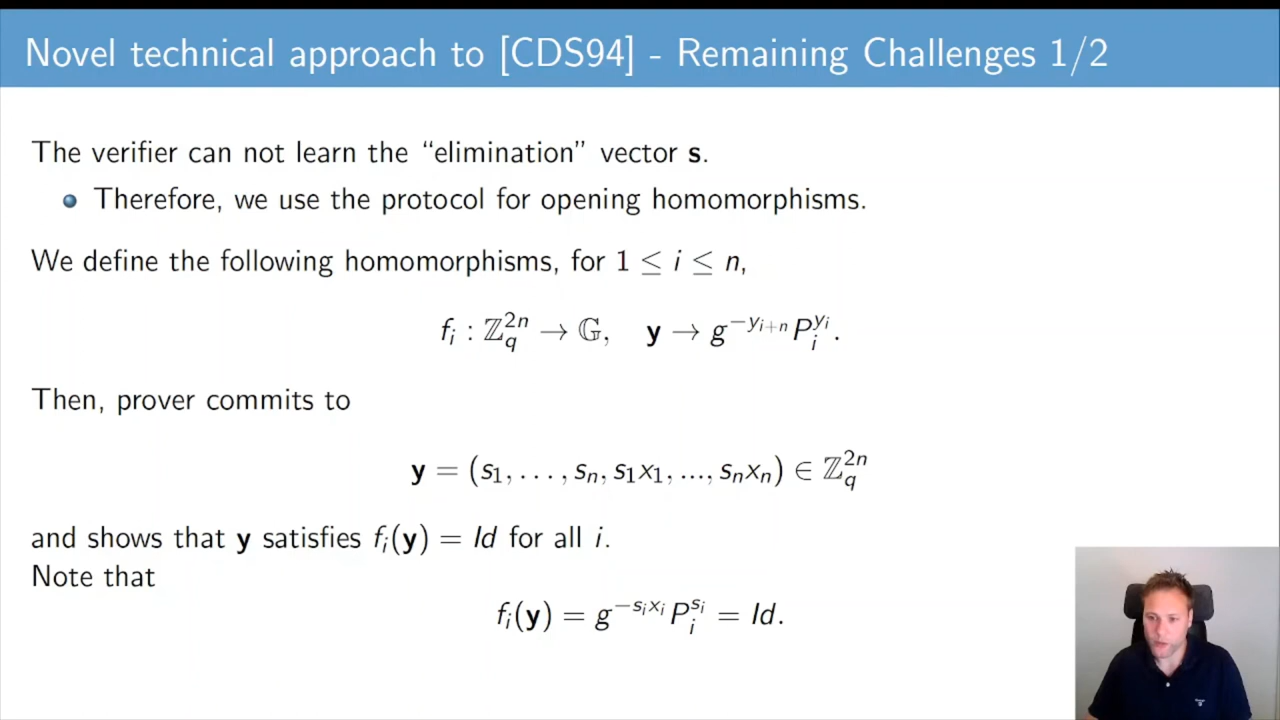 Novel technical approach to [CDS94] - Remaining Challenges 1/2
The verifier can not learn the “elimination” vector s.
Therefore, we use the protocol for opening homomorphisms.
We define the following homomorphisms, for 1 ≤ i ≤ n,
f_i : ℤ_q^{2n} → 𝔾, y → g^{−y_{i+n}} P_i^{y_i}.
Then, prover commits to
y = (s_1, . . . , s_n, s_1x_1, ..., s_nx_n) ∈ ℤ_q^{2n}
and shows that y satisfies f_i(y) = Id for all i.
Note that
f_i(y) = g^{−s_ix_i} P_i^{s_i} = Id.